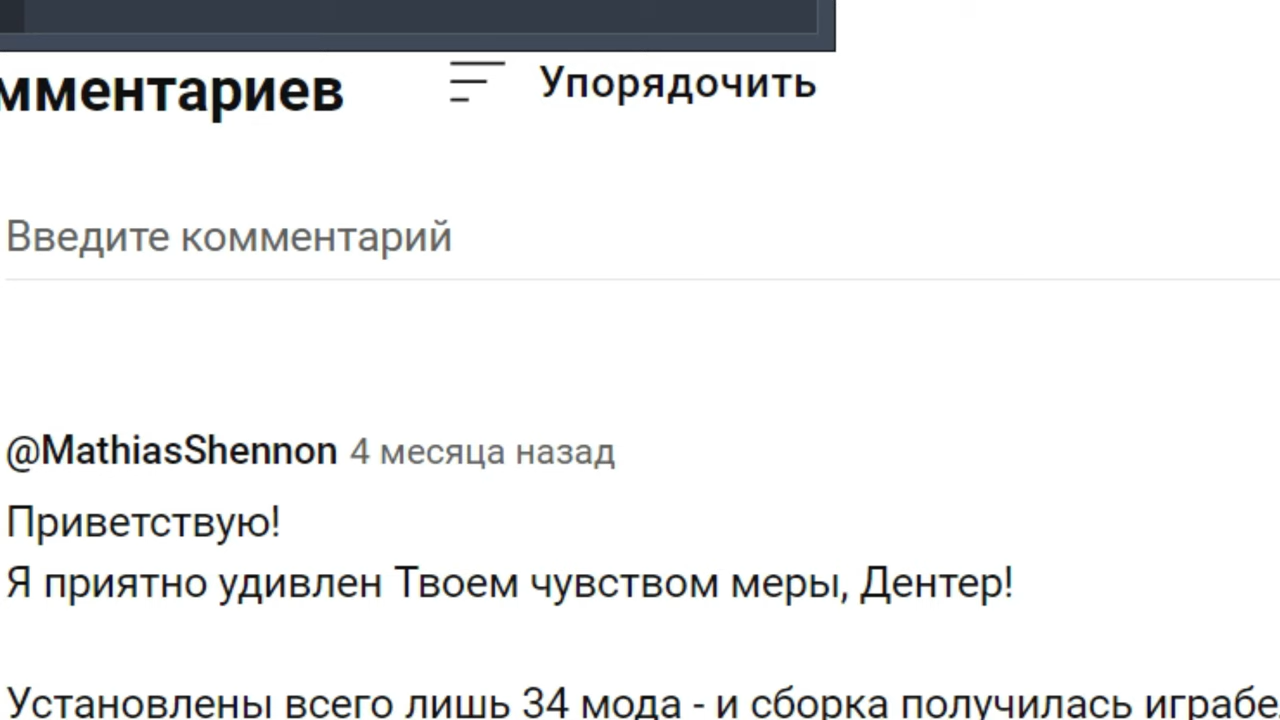 мментариев
Упорядочить
Введите комментарий
@MathiasShennon 4 месяца назад
Приветствую!
Я приятно удивлен Твоем чувством меры, Дентер!
Установлены всего лишь 34 мода - и сборка получилась играбе